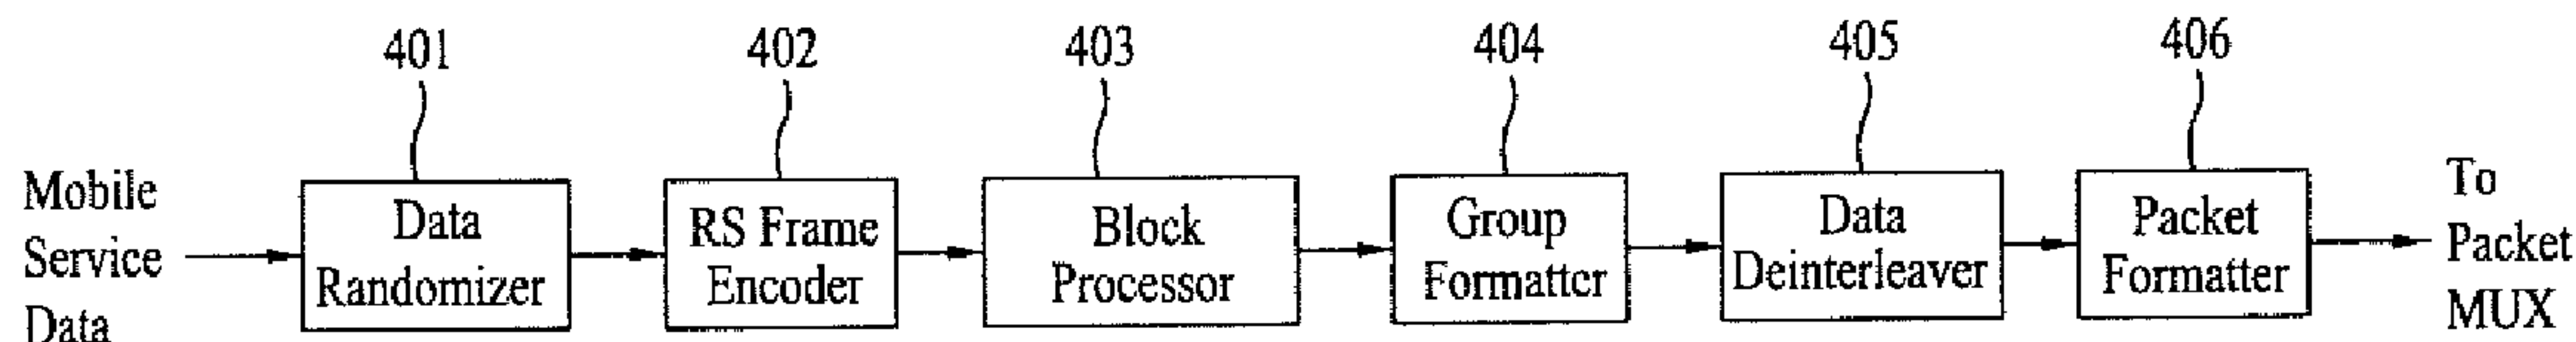 401
402
403
404
405
406
Mobile
Service
Data
Data
Randomizer
RS Frame
Encoder
Block
Processor
Group
Formatter
Data
Deinterleaver
Packet
Formatter
To
Packet
MUX